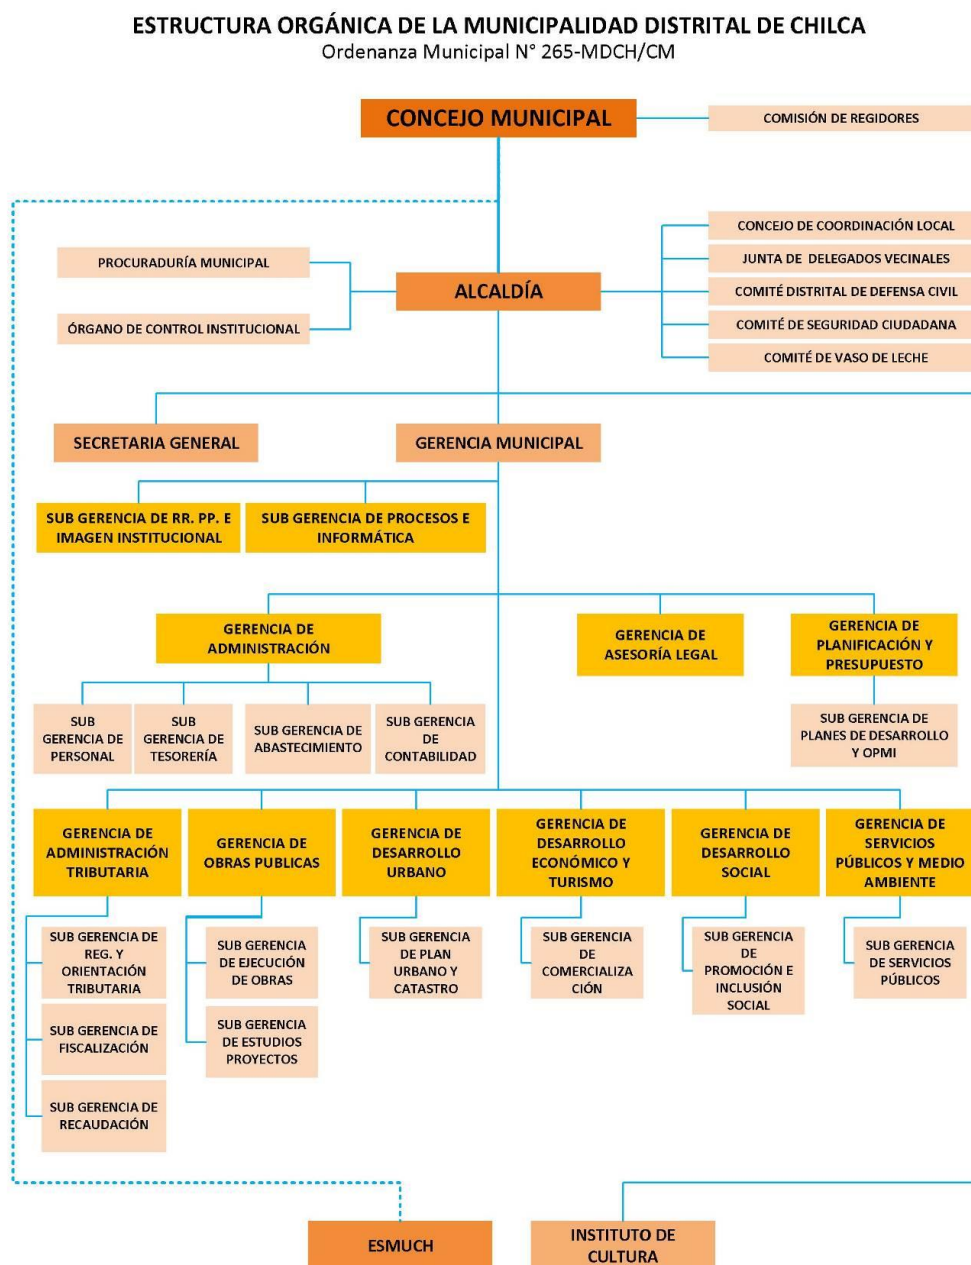 ESTRUCTURA ORGÁNICA DE LA MUNICIPALIDAD DISTRITAL DE CHILCA
Ordenanza Municipal N° 265-MDCH/CM
CONCEJO MUNICIPAL
COMISIÓN DE REGIDORES
CONCEJO DE COORDINACIÓN LOCAL
JUNTA DE DELEGADOS VECINALES
COMITÉ DISTRITAL DE DEFENSA CIVIL
COMITÉ DE SEGURIDAD CIUDADANA
COMITÉ DE VASO DE LECHE
PROCURADURÍA MUNICIPAL
ÓRGANO DE CONTROL INSTITUCIONAL
ALCALDÍA
SECRETARIA GENERAL
GERENCIA MUNICIPAL
SUB GERENCIA DE RR. PP. E
IMAGEN INSTITUCIONAL
SUB GERENCIA DE PROCESOS E
INFORMÁTICA
GERENCIA DE
ADMINISTRACIÓN
GERENCIA DE
ASESORÍA LEGAL
GERENCIA DE
PLANIFICACIÓN Y
PRESUPUESTO
SUB
GERENCIA DE
PERSONAL
SUB
GERENCIA DE
TESORERÍA
SUB GERENCIA DE
ABASTECIMIENTO
SUB GERENCIA
DE
CONTABILIDAD
SUB GERENCIA DE
PLANES DE DESARROLLO
Y OPMI
GERENCIA DE
ADMINISTRACIÓN
TRIBUTARIA
GERENCIA DE
OBRAS PUBLICAS
GERENCIA DE
DESARROLLO
URBANO
GERENCIA DE
DESARROLLO
ECONÓMICO Y
TURISMO
GERENCIA DE
DESARROLLO
SOCIAL
GERENCIA DE
SERVICIOS
PÚBLICOS Y MEDIO
AMBIENTE
SUB GERENCIA DE
REG. Y
ORIENTACIÓN
TRIBUTARIA
SUB GERENCIA DE
FISCALIZACIÓN
SUB GERENCIA DE
RECAUDACIÓN
SUB GERENCIA
DE EJECUCIÓN
DE OBRAS
SUB GERENCIA
DE ESTUDIOS
PROYECTOS
SUB GERENCIA
DE PLAN
URBANO Y
CATASTRO
SUB GERENCIA
DE
COMERCIALIZA
CIÓN
SUB GERENCIA
DE
PROMOCIÓN E
INCLUSIÓN
SOCIAL
SUB GERENCIA
DE SERVICIOS
PÚBLICOS
ESMUCH
INSTITUTO DE
CULTURA